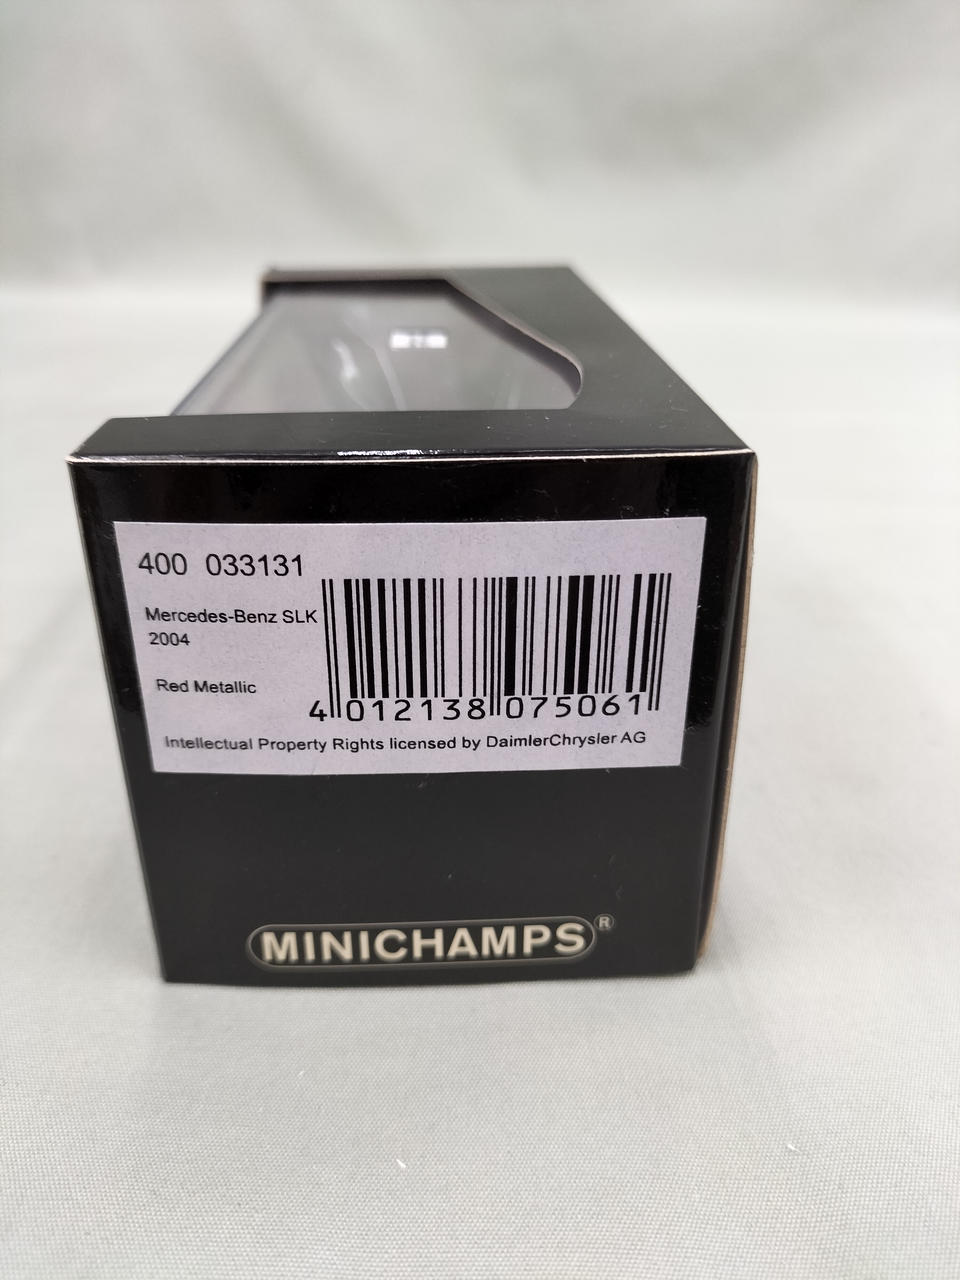 400 033131
Mercedes-Benz SLK
2004
Red Metallic
4 012138 075061
Intellectual Property Rights licensed by DaimlerChrysler AG
MINICHAMPS®